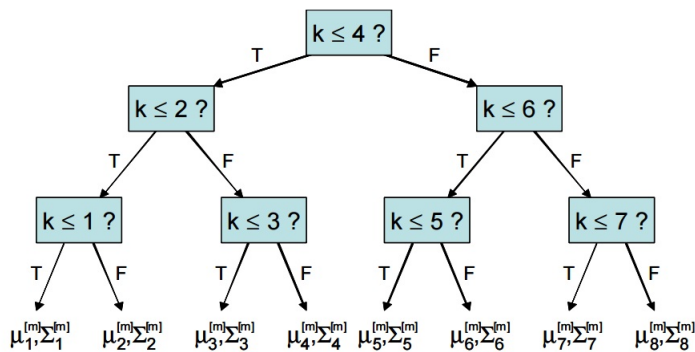 k ≤ 4 ?
T F
k ≤ 2 ? k ≤ 6 ?
T F T F
k ≤ 1 ? k ≤ 3 ? k ≤ 5 ? k ≤ 7 ?
T F T F T F T F
μ₁^[m],Σ₁^[m] μ₂^[m],Σ₂^[m] μ₃^[m],Σ₃^[m] μ₄^[m],Σ₄^[m] μ₅^[m],Σ₅^[m] μ₆^[m],Σ₆^[m] μ₇^[m],Σ₇^[m] μ₈^[m],Σ₈^[m]